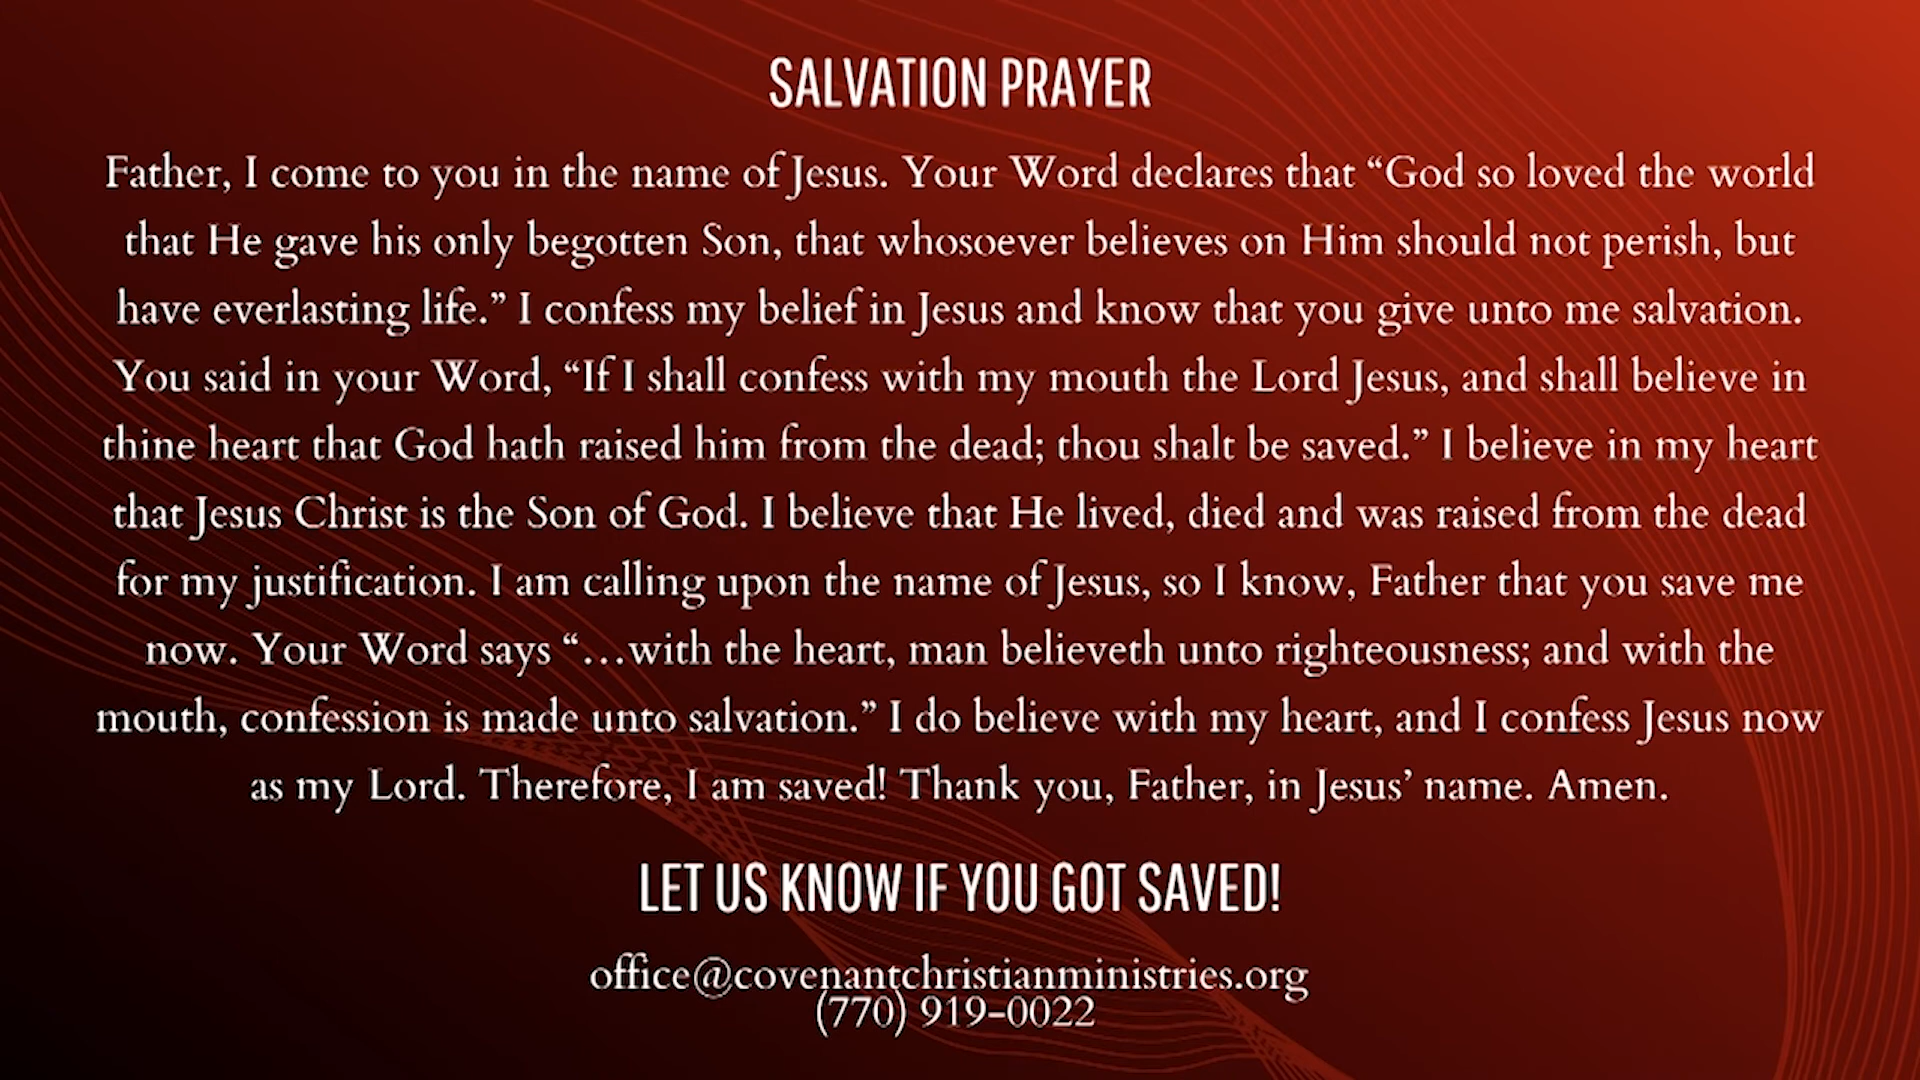 SALVATION PRAYER
Father, I come to you in the name of Jesus. Your Word declares that “God so loved the world
that He gave his only begotten Son, that whosoever believes on Him should not perish, but
have everlasting life.” I confess my belief in Jesus and know that you give unto me salvation.
You said in your Word, “If I shall confess with my mouth the Lord Jesus, and shall believe in
thine heart that God hath raised him from the dead; thou shalt be saved.” I believe in my heart
that Jesus Christ is the Son of God. I believe that He lived, died and was raised from the dead
for my justification. I am calling upon the name of Jesus, so I know, Father that you save me
now. Your Word says “…with the heart, man believeth unto righteousness; and with the
mouth, confession is made unto salvation.” I do believe with my heart, and I confess Jesus now
as my Lord. Therefore, I am saved! Thank you, Father, in Jesus’ name. Amen.
LET US KNOW IF YOU GOT SAVED!
office@covenantchristianministries.org
(770) 919-0022